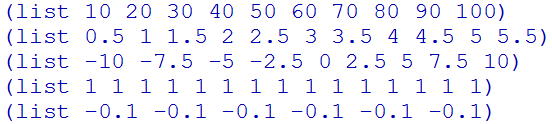 (list 10 20 30 40 50 60 70 80 90 100)
(list 0.5 1 1.5 2 2.5 3 3.5 4 4.5 5 5.5)
(list -10 -7.5 -5 -2.5 0 2.5 5 7.5 10)
(list 1 1 1 1 1 1 1 1 1 1 1 1 1 1 1)
(list -0.1 -0.1 -0.1 -0.1 -0.1 -0.1)